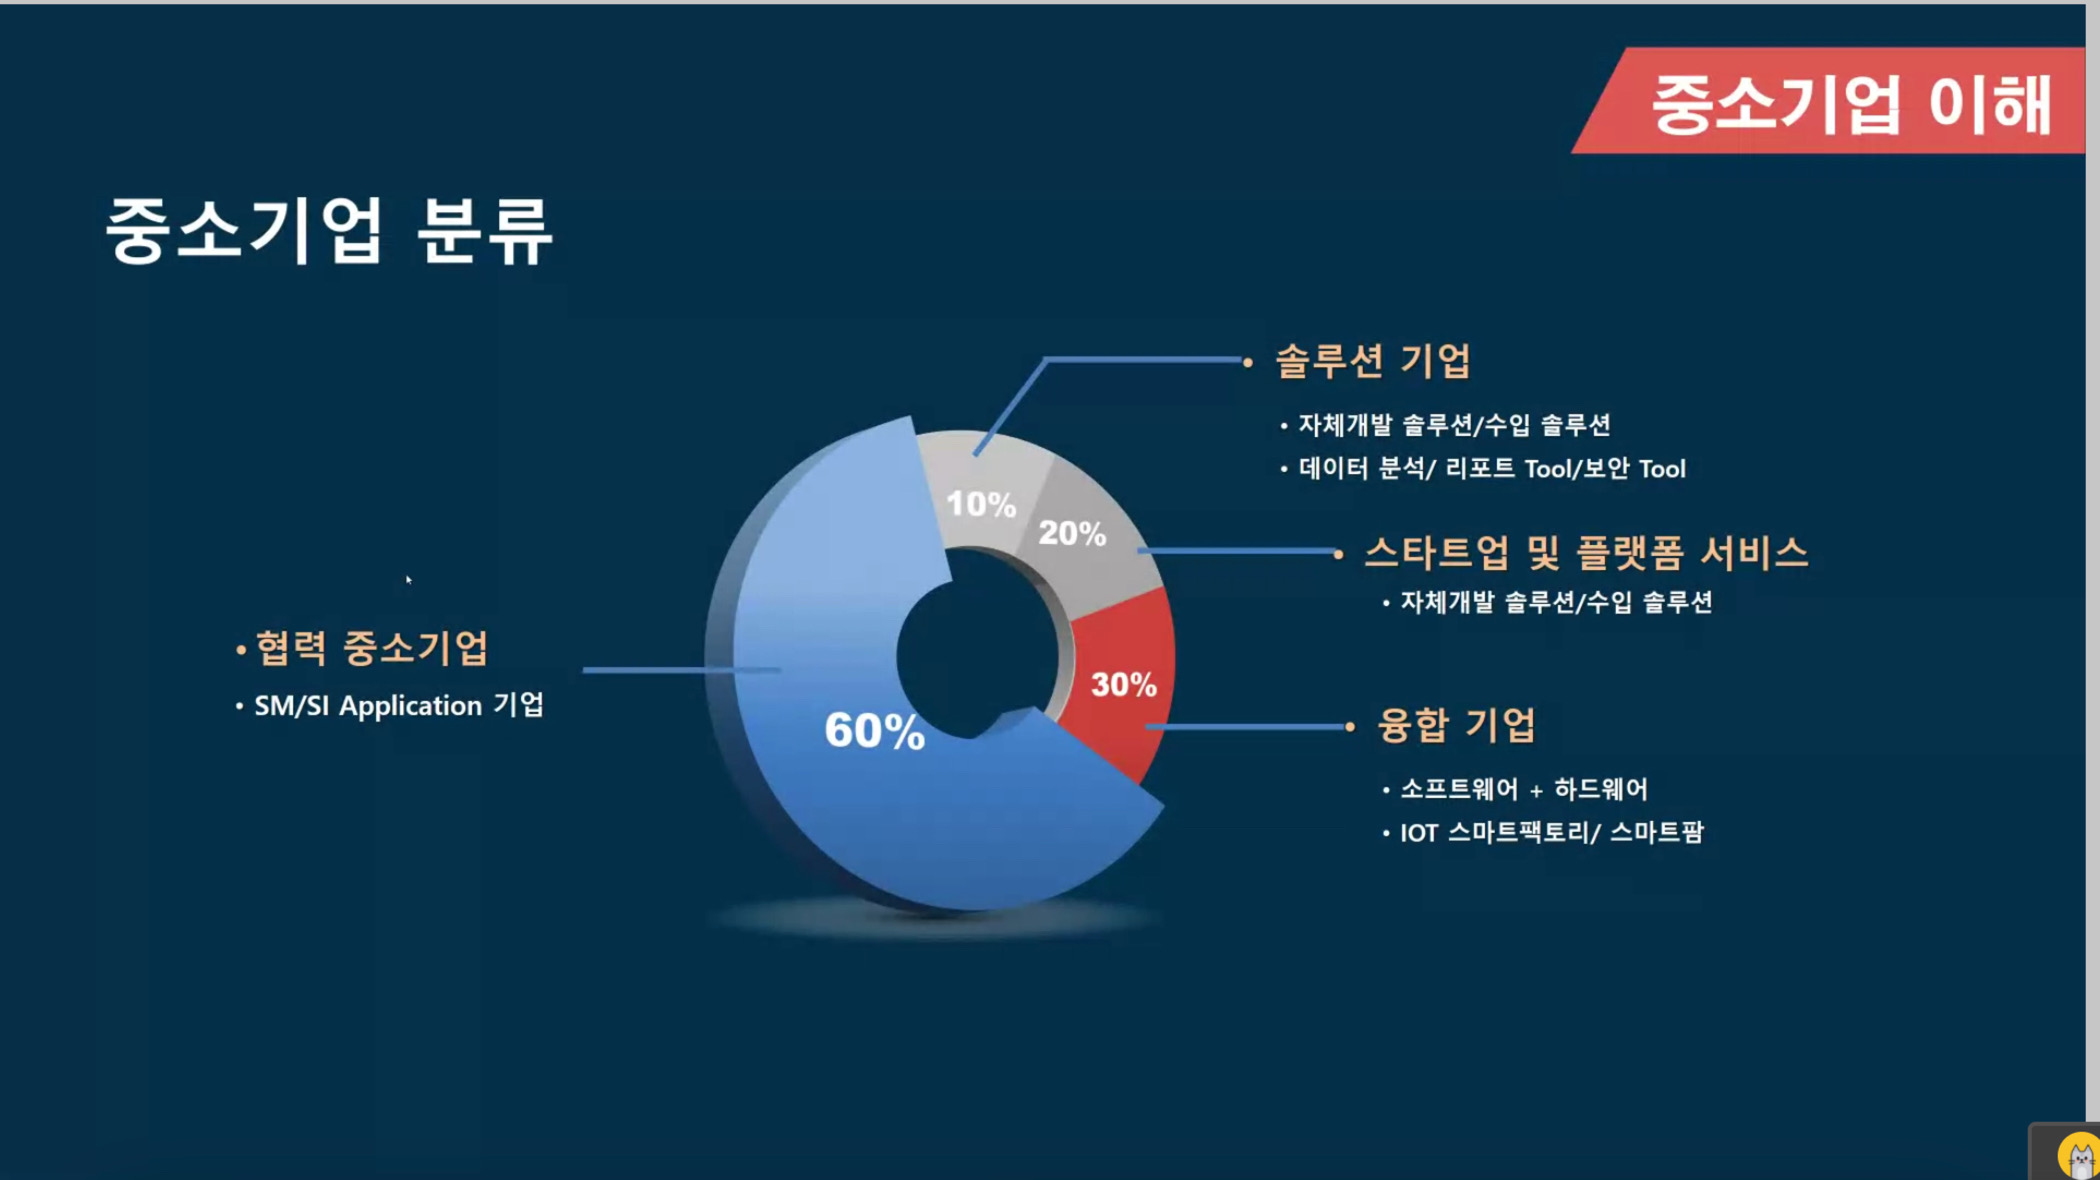 중소기업 이해
중소기업 분류
• 솔루션 기업
• 자체개발 솔루션/수입 솔루션
• 데이터 분석/ 리포트 Tool/보안 Tool
10%
20%
• 스타트업 및 플랫폼 서비스
• 자체개발 솔루션/수입 솔루션
• 협력 중소기업
• SM/SI Application 기업
60%
30%
• 융합 기업
• 소프트웨어 + 하드웨어
• IOT 스마트팩토리/ 스마트팜